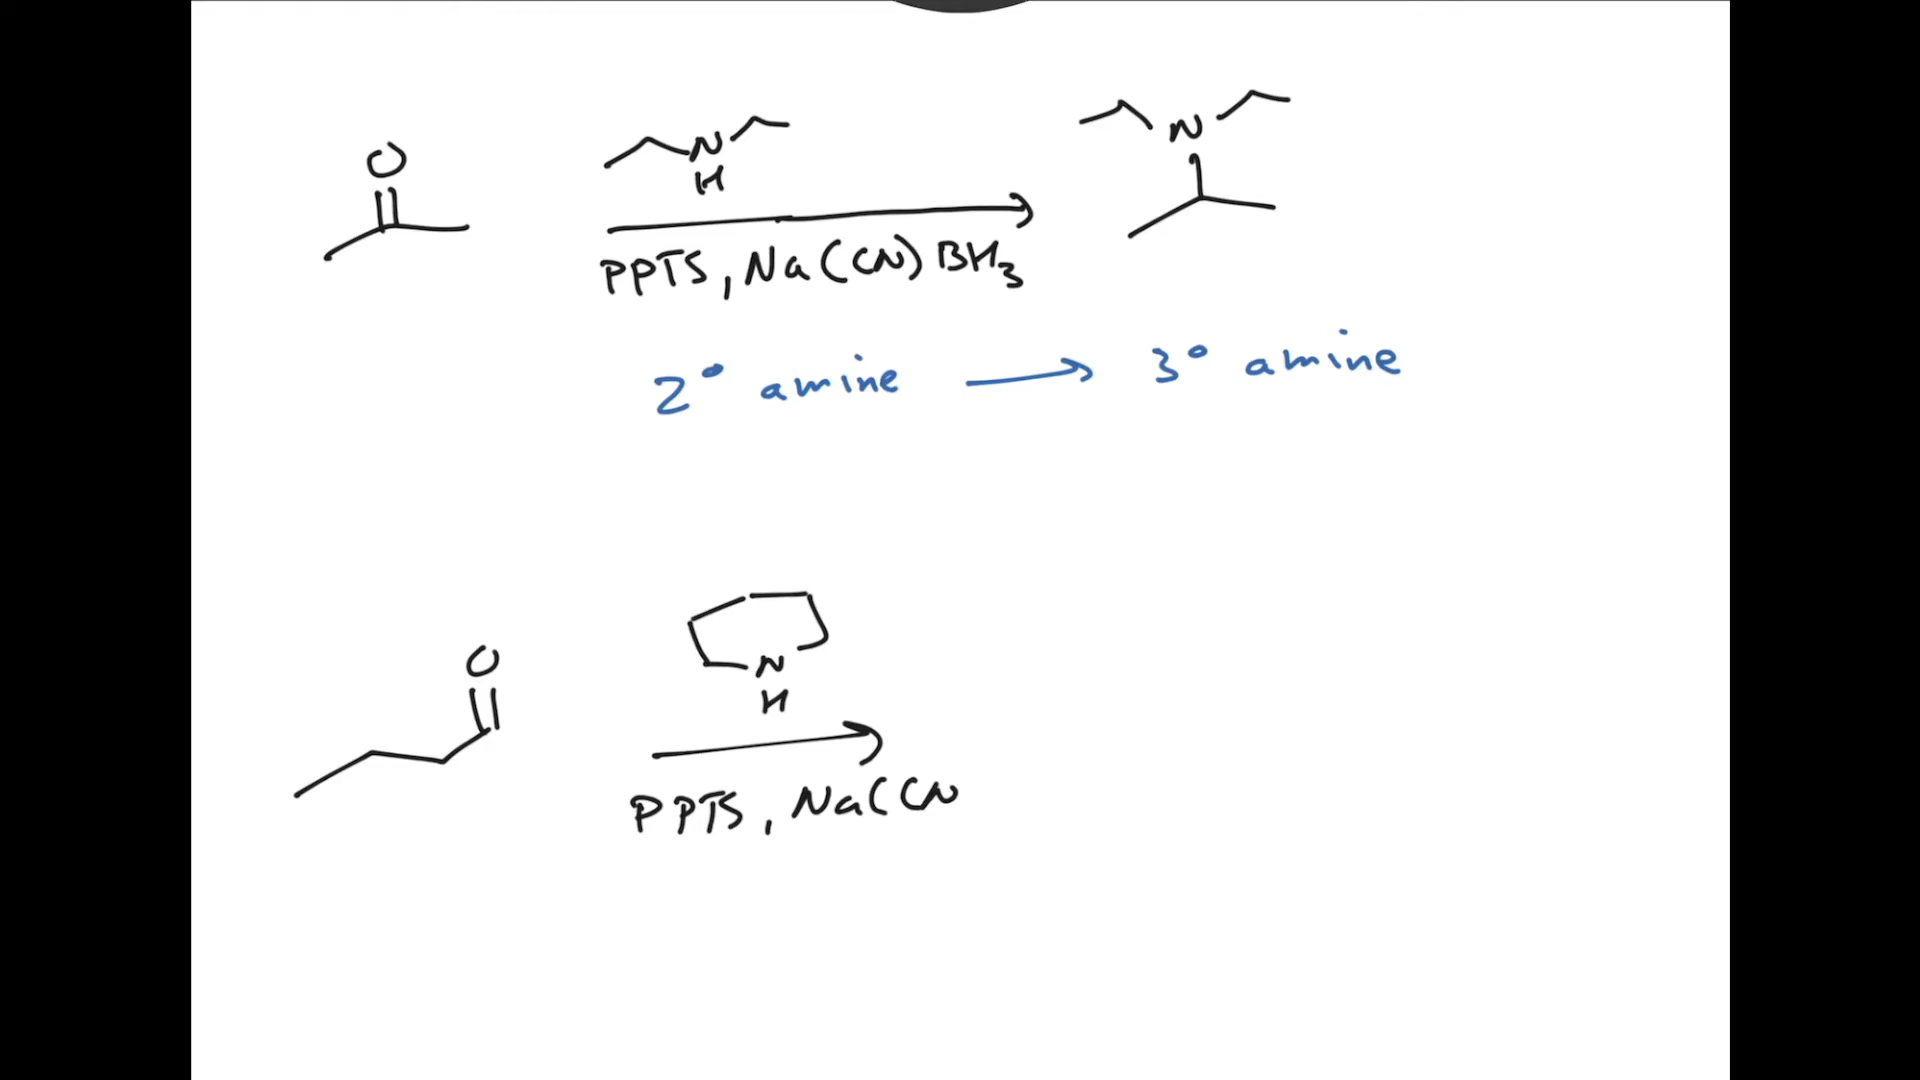 O
N
H
N
PPTS, Na(CN)BH₃
2° amine → 3° amine
O
N
H
PPTS, Na(CN